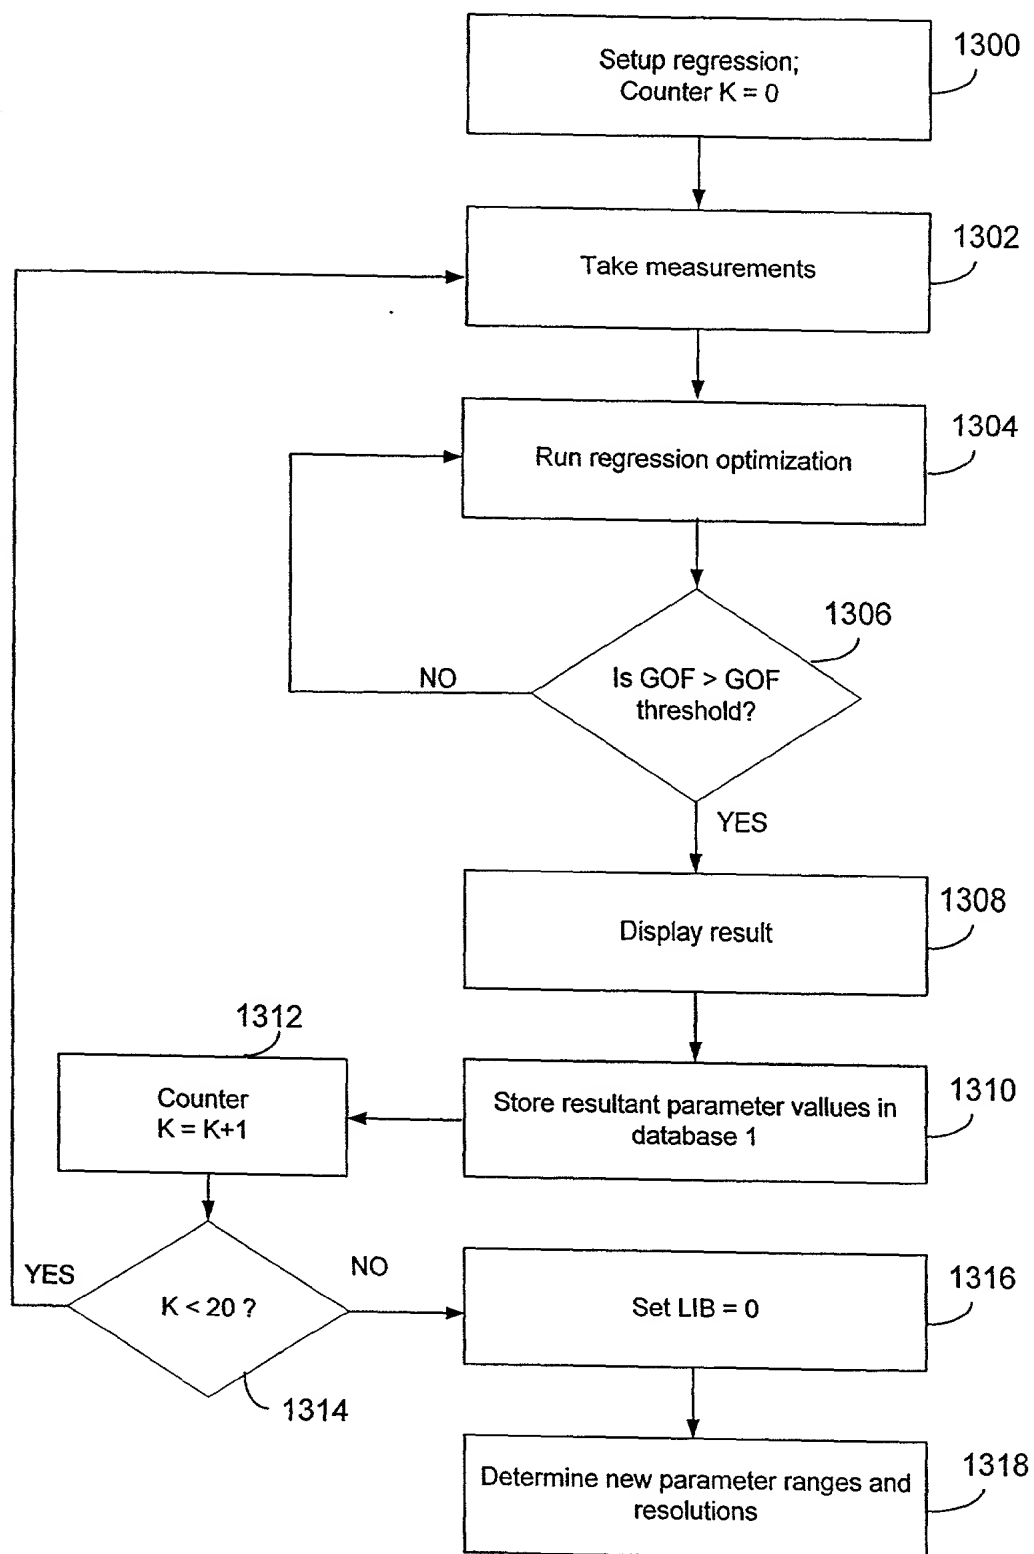 Setup regression;
Counter K = 0
1300
Take measurements
1302
Run regression optimization
1304
Is GOF > GOF
threshold?
1306
NO
YES
Display result
1308
Store resultant parameter vallues in
database 1
1310
1312
Counter
K = K+1
K < 20 ?
1314
YES
NO
Set LIB = 0
1316
Determine new parameter ranges and
resolutions
1318